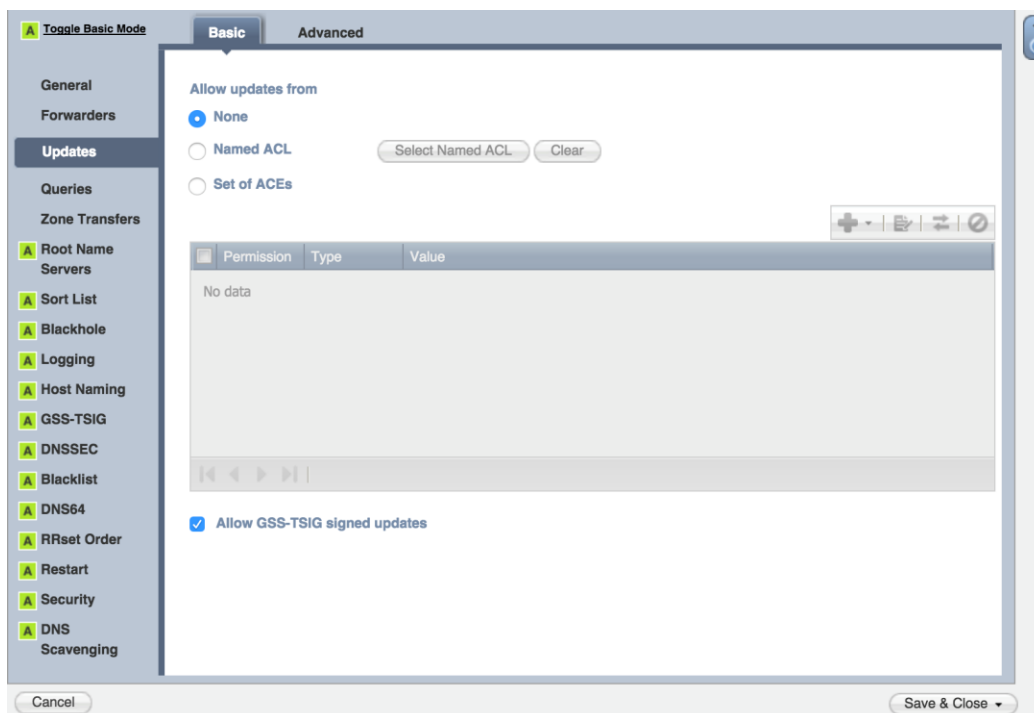 A Toggle Basic Mode
Basic
Advanced
General
Forwarders
Updates
Queries
Zone Transfers
A Root Name
Servers
A Sort List
A Blackhole
A Logging
A Host Naming
A GSS-TSIG
A DNSSEC
A Blacklist
A DNS64
A RRset Order
A Restart
A Security
A DNS
Scavenging
Allow updates from
None
Named ACL
Select Named ACL
Clear
Set of ACEs
Permission
Type
Value
No data
Allow GSS-TSIG signed updates
Cancel
Save & Close